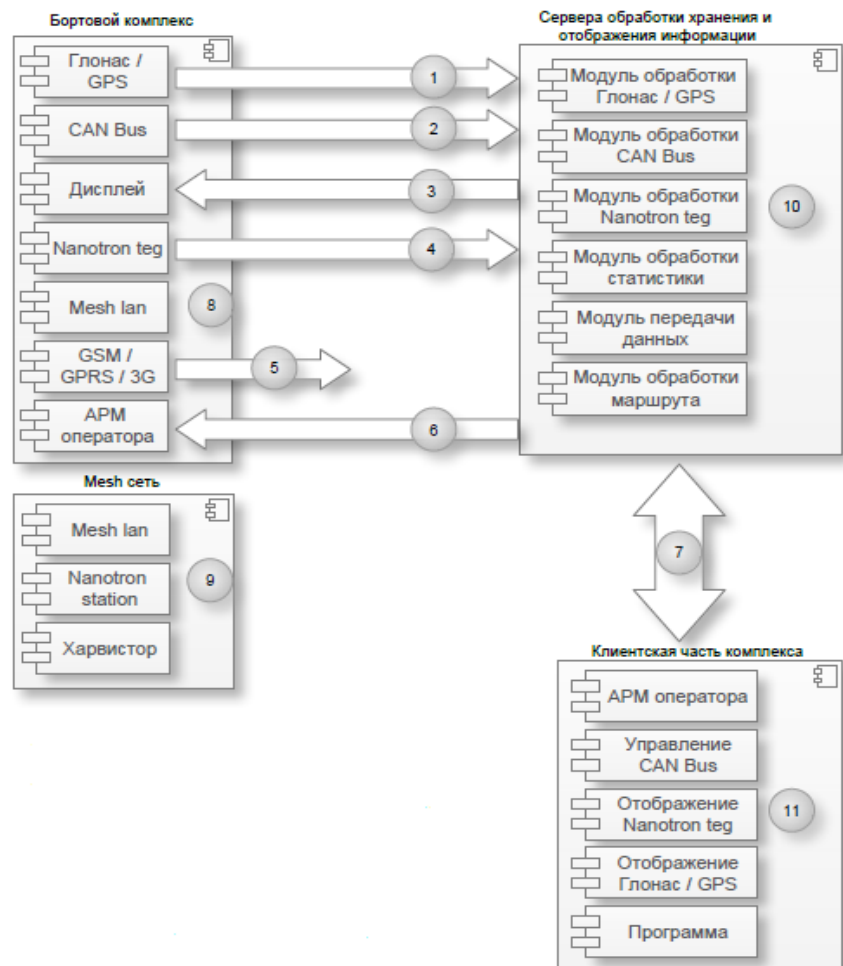 Бортовой комплекс
Глонас /
GPS
CAN Bus
Дисплей
Nanotron teg
Mesh lan
GSM /
GPRS / 3G
АРМ
оператора
8
1
2
3
4
5
6
Сервера обработки хранения и
отображения информации
Модуль обработки
Глонас / GPS
Модуль обработки
CAN Bus
Модуль обработки
Nanotron teg
Модуль обработки
статистики
Модуль передачи
данных
Модуль обработки
маршрута
10
Mesh сеть
Mesh lan
Nanotron
station
Харвистор
9
7
Клиентская часть комплекса
АРМ оператора
Управление
CAN Bus
Отображение
Nanotron teg
Отображение
Глонас / GPS
Программа
11